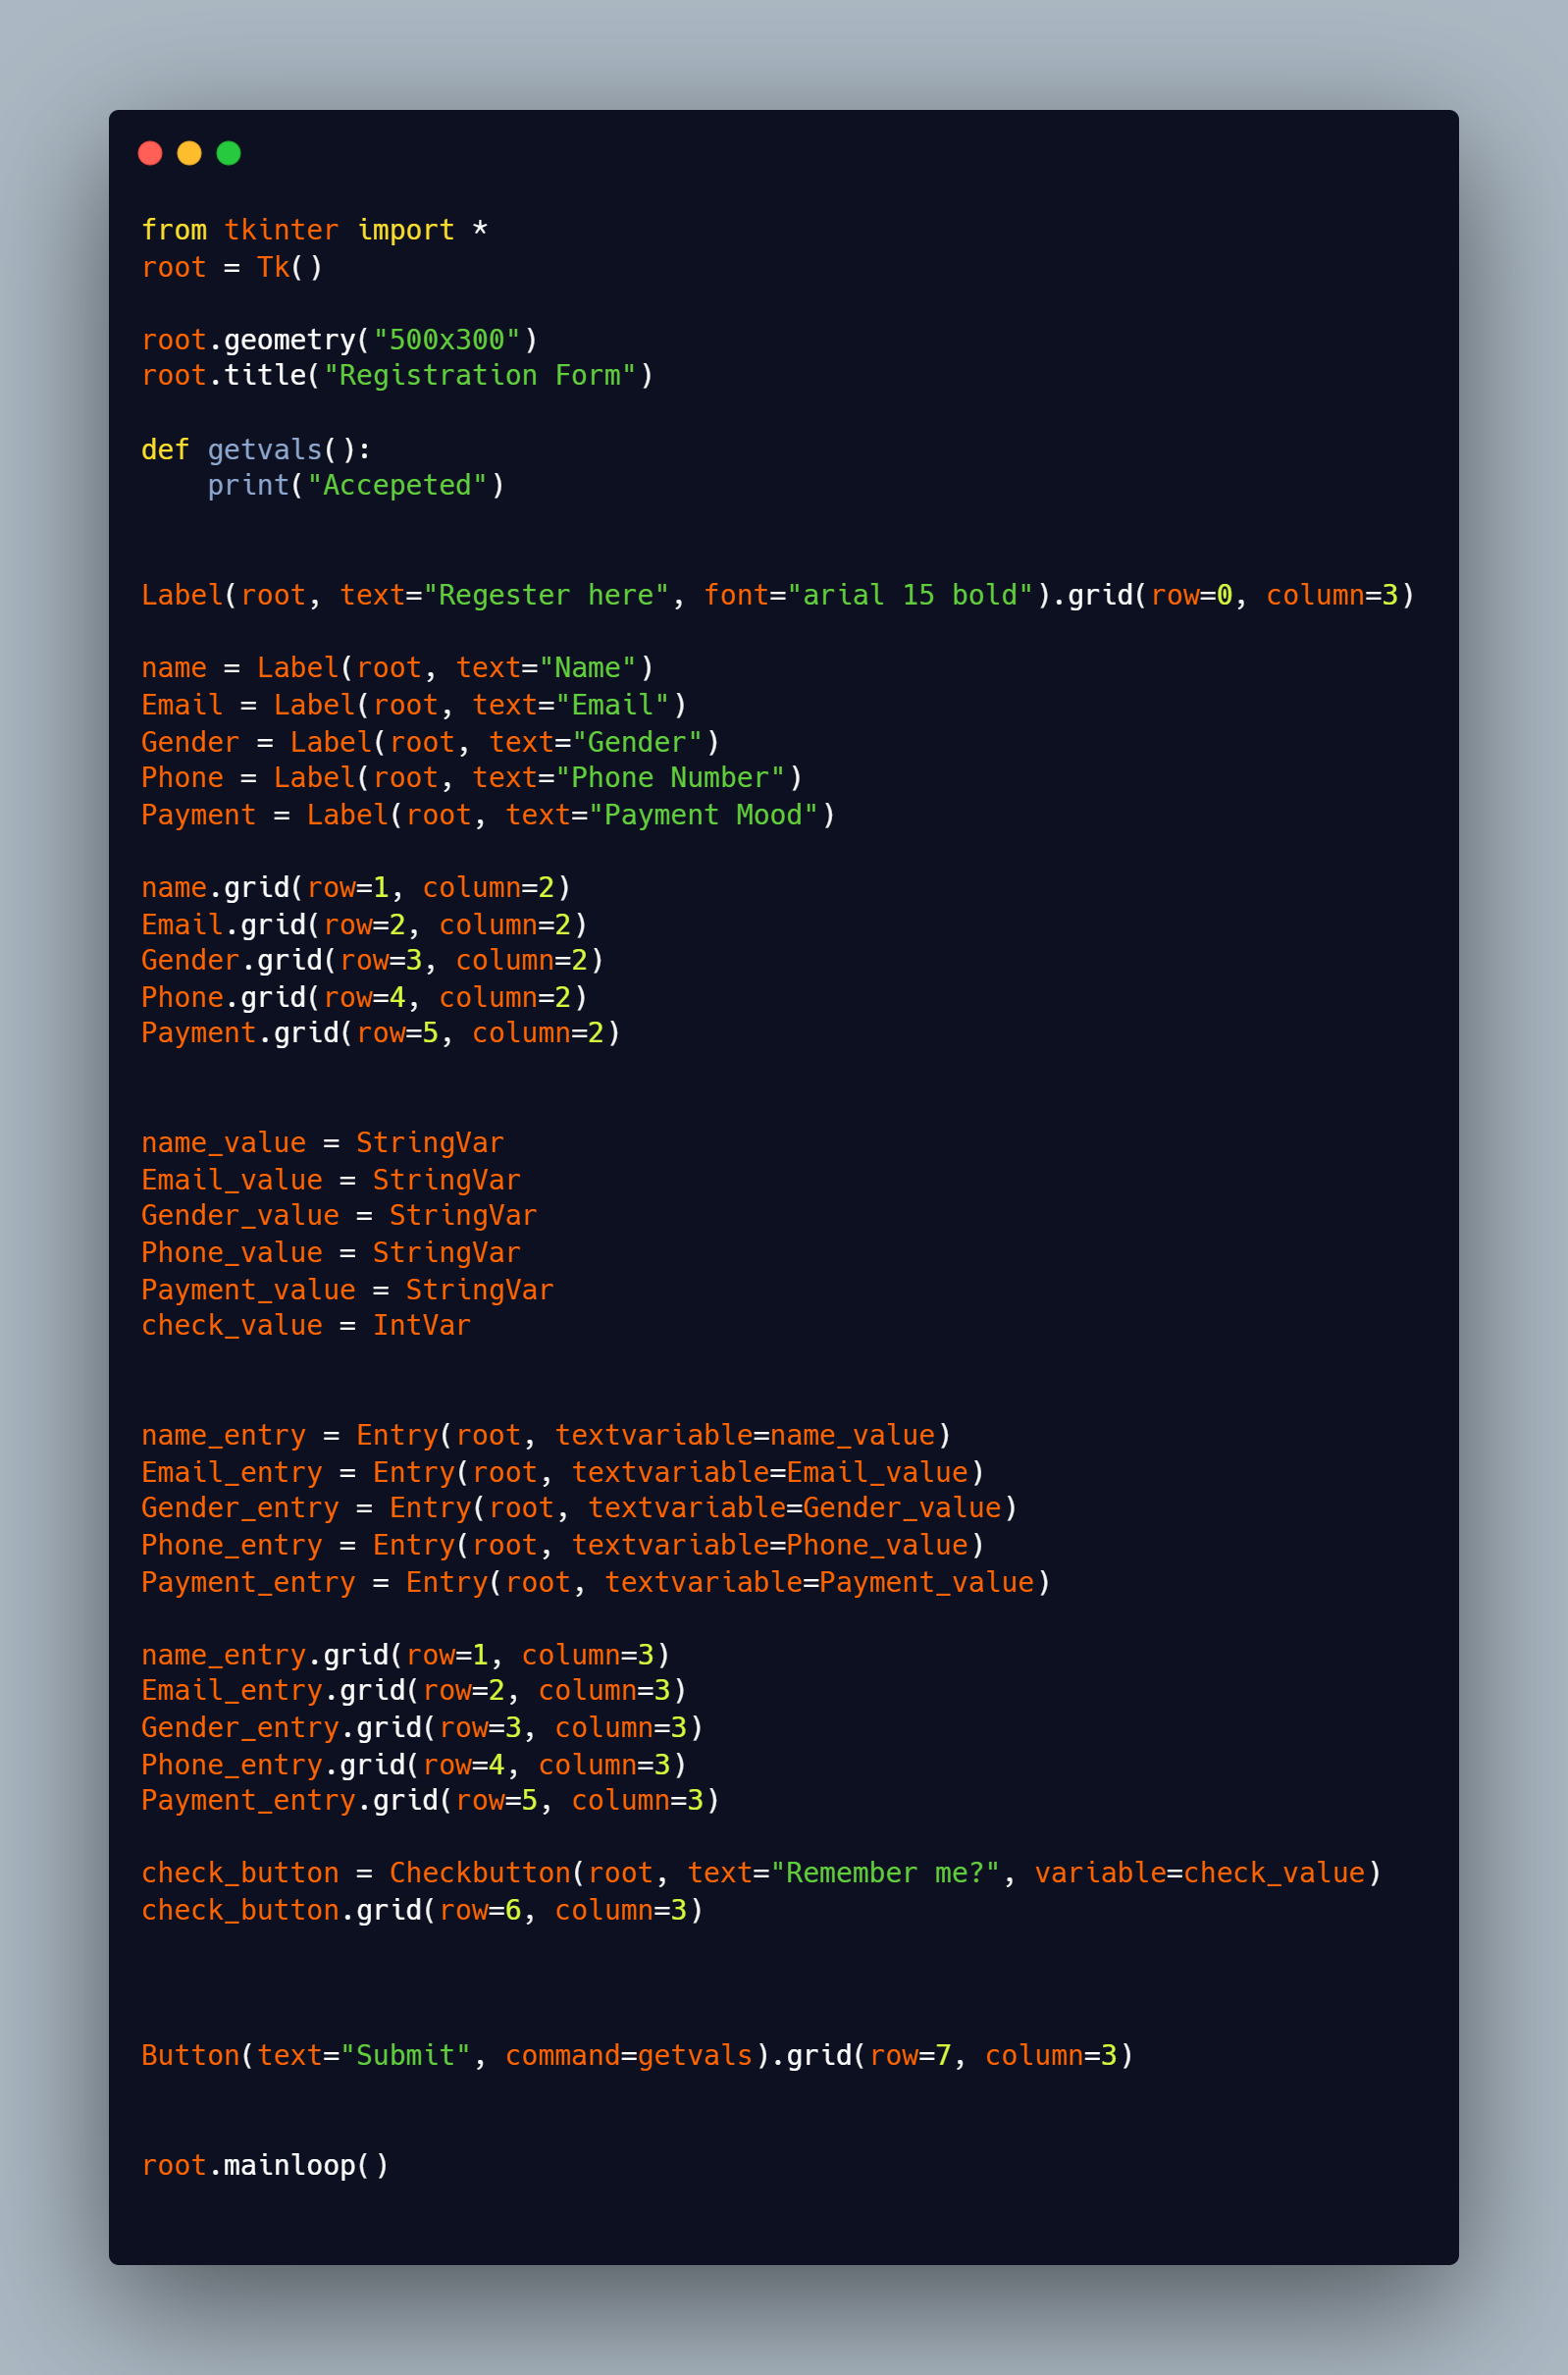 from tkinter import *
root = Tk()
root.geometry("500x300")
root.title("Registration Form")
def getvals():
    print("Accepeted")
Label(root, text="Regester here", font="arial 15 bold").grid(row=0, column=3)
name = Label(root, text="Name")
Email = Label(root, text="Email")
Gender = Label(root, text="Gender")
Phone = Label(root, text="Phone Number")
Payment = Label(root, text="Payment Mood")
name.grid(row=1, column=2)
Email.grid(row=2, column=2)
Gender.grid(row=3, column=2)
Phone.grid(row=4, column=2)
Payment.grid(row=5, column=2)
name_value = StringVar
Email_value = StringVar
Gender_value = StringVar
Phone_value = StringVar
Payment_value = StringVar
check_value = IntVar
name_entry = Entry(root, textvariable=name_value)
Email_entry = Entry(root, textvariable=Email_value)
Gender_entry = Entry(root, textvariable=Gender_value)
Phone_entry = Entry(root, textvariable=Phone_value)
Payment_entry = Entry(root, textvariable=Payment_value)
name_entry.grid(row=1, column=3)
Email_entry.grid(row=2, column=3)
Gender_entry.grid(row=3, column=3)
Phone_entry.grid(row=4, column=3)
Payment_entry.grid(row=5, column=3)
check_button = Checkbutton(root, text="Remember me?", variable=check_value)
check_button.grid(row=6, column=3)
Button(text="Submit", command=getvals).grid(row=7, column=3)
root.mainloop()